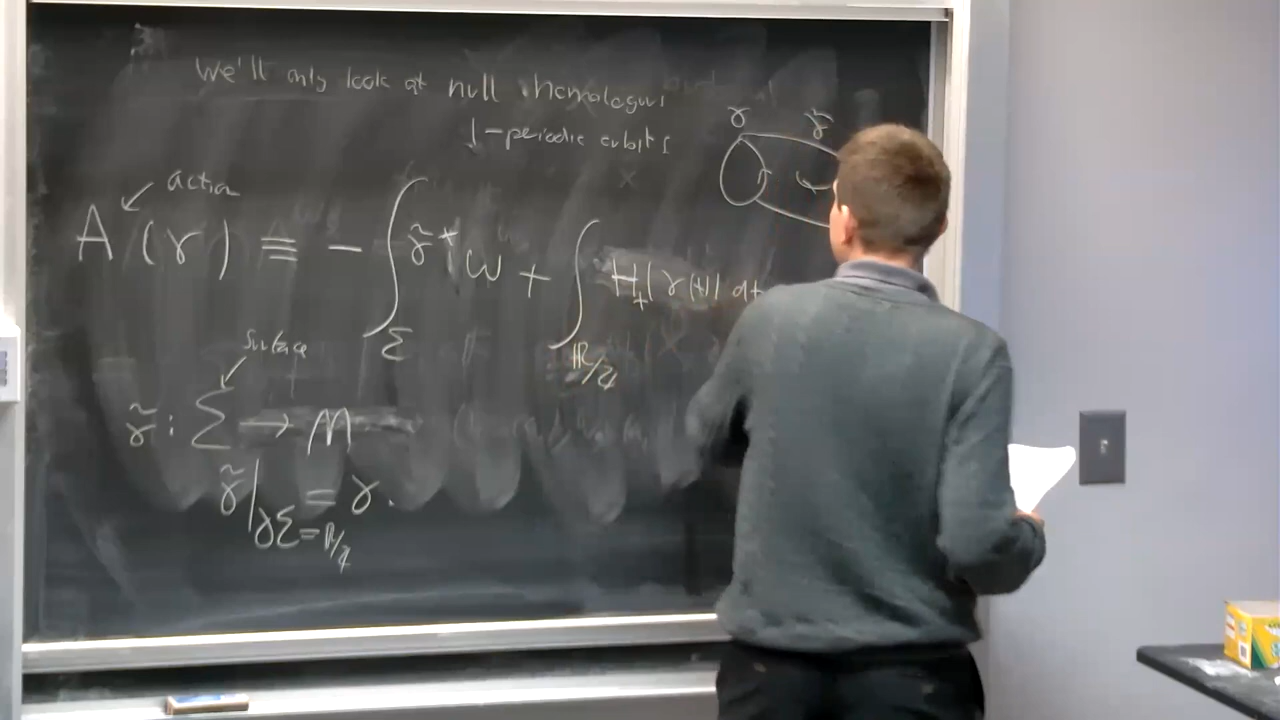 We'll only look at null homologous
1-periodic orbits
γ γ̃
action
A(γ) ≡ - ∫_Σ γ̃* ω + ∫_{ℝ/ℤ} H_t(γ(t)) dt
surface
γ̃ : Σ → M
γ̃|_{∂Σ=ℝ/ℤ} = γ.